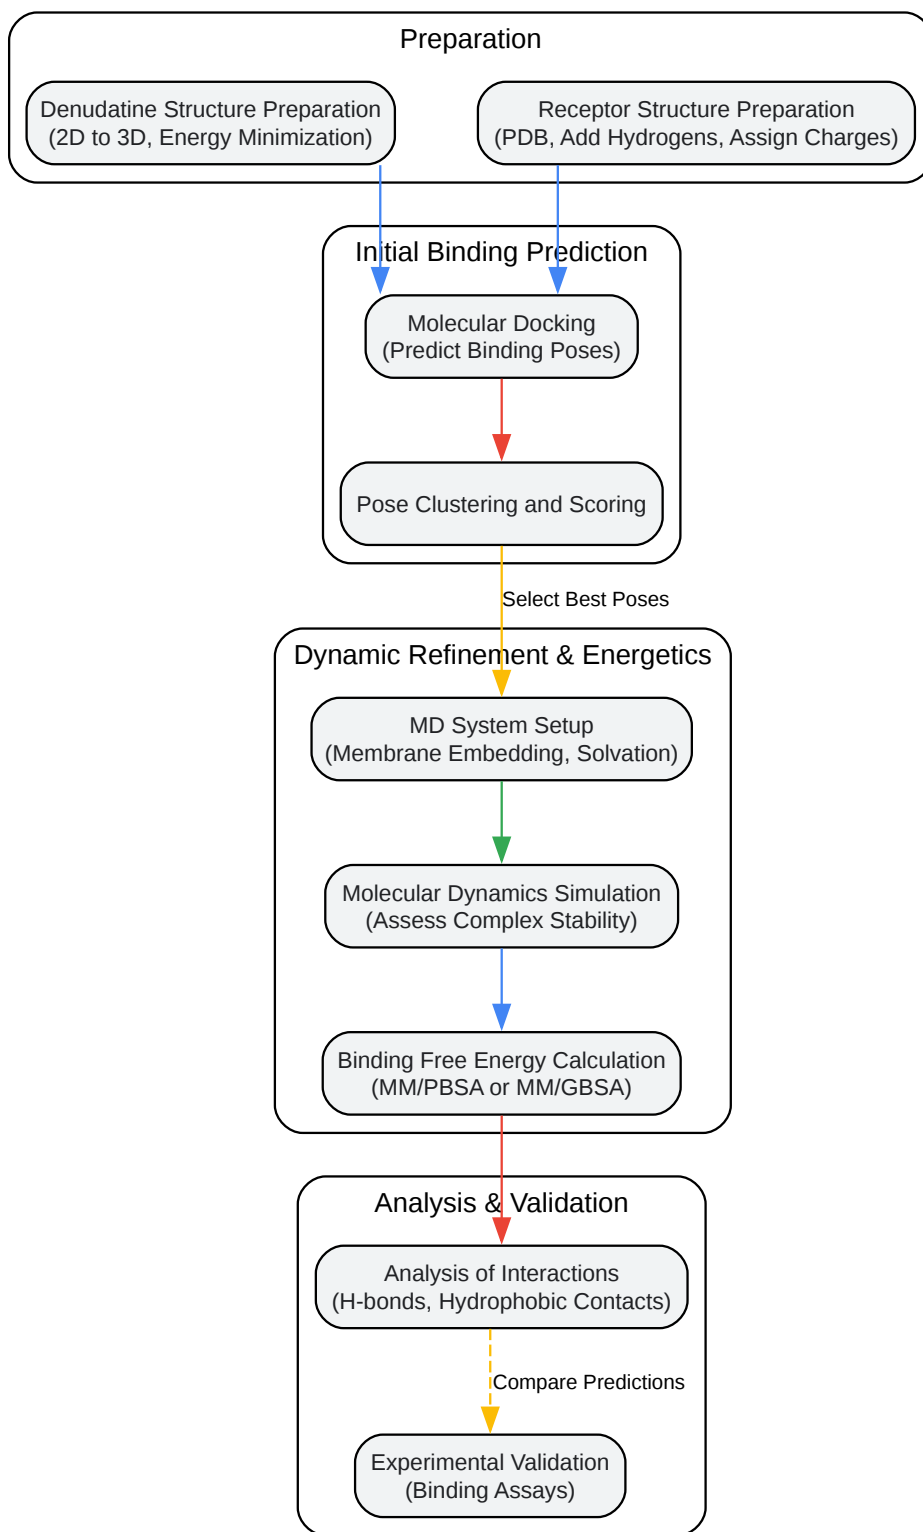 Preparation
Denudatine Structure Preparation
(2D to 3D, Energy Minimization)
Receptor Structure Preparation
(PDB, Add Hydrogens, Assign Charges)
Initial Binding Prediction
Molecular Docking
(Predict Binding Poses)
Pose Clustering and Scoring
Select Best Poses
Dynamic Refinement & Energetics
MD System Setup
(Membrane Embedding, Solvation)
Molecular Dynamics Simulation
(Assess Complex Stability)
Binding Free Energy Calculation
(MM/PBSA or MM/GBSA)
Analysis & Validation
Analysis of Interactions
(H-bonds, Hydrophobic Contacts)
Compare Predictions
Experimental Validation
(Binding Assays)